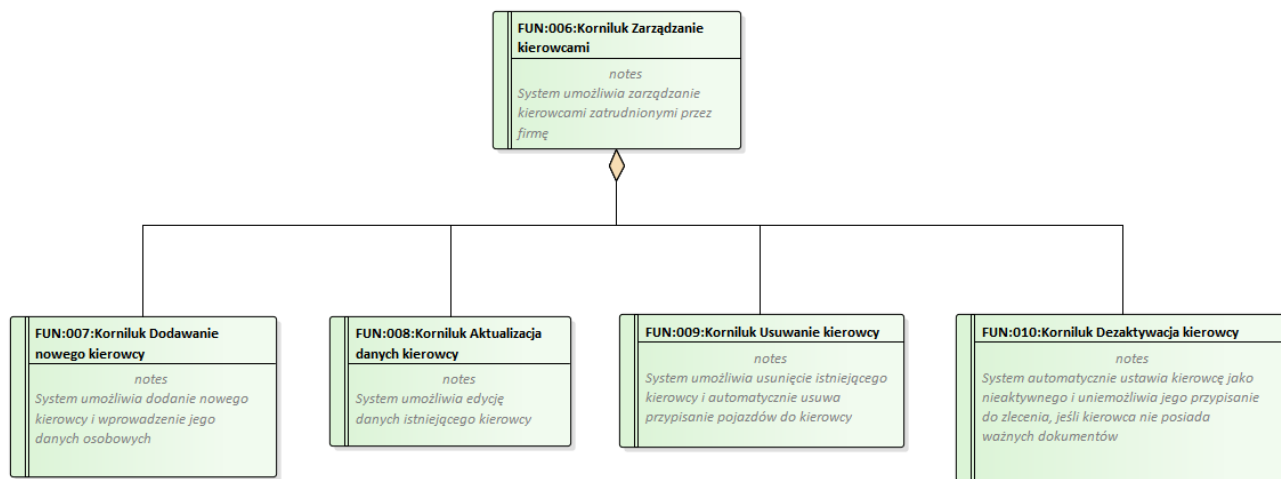 FUN:006:Korniluk Zarządzanie
kierowcami
notes
System umożliwia zarządzanie
kierowcami zatrudnionymi przez
firmę
FUN:007:Korniluk Dodawanie
nowego kierowcy
notes
System umożliwia dodanie nowego
kierowcy i wprowadzenie jego
danych osobowych
FUN:008:Korniluk Aktualizacja
danych kierowcy
notes
System umożliwia edycję
danych istniejącego kierowcy
FUN:009:Korniluk Usuwanie kierowcy
notes
System umożliwia usunięcie istniejącego
kierowcy i automatycznie usuwa
przypisanie pojazdów do kierowcy
FUN:010:Korniluk Dezaktywacja kierowcy
notes
System automatycznie ustawia kierowcę jako
nieaktywnego i uniemożliwia jego przypisanie
do zlecenia, jeśli kierowca nie posiada
ważnych dokumentów